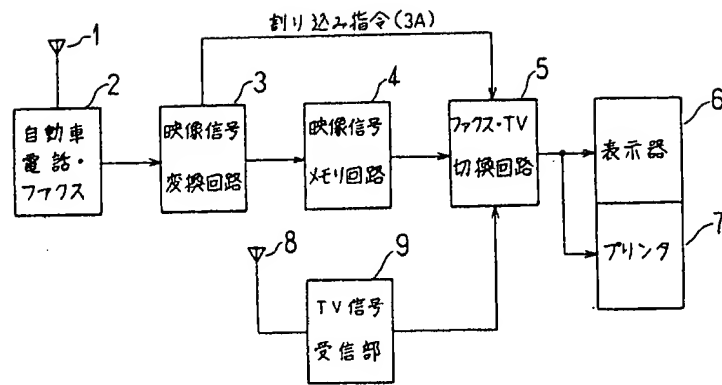 割り込み指令(3A)
1
2
3
4
5
6
自動車
電話・
ファクス
映像信号
変換回路
映像信号
メモリ回路
ファクス・TV
切換回路
表示器
7
プリンタ
8
9
TV信号
受信部